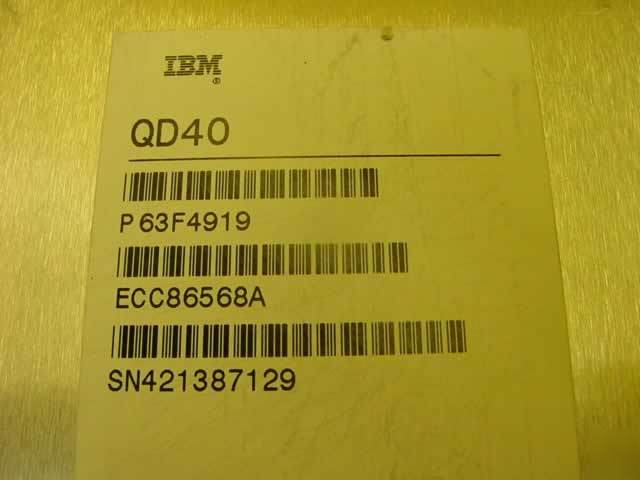 IBM
®
QD40
P 63F4919
ECC86568A
SN421387129